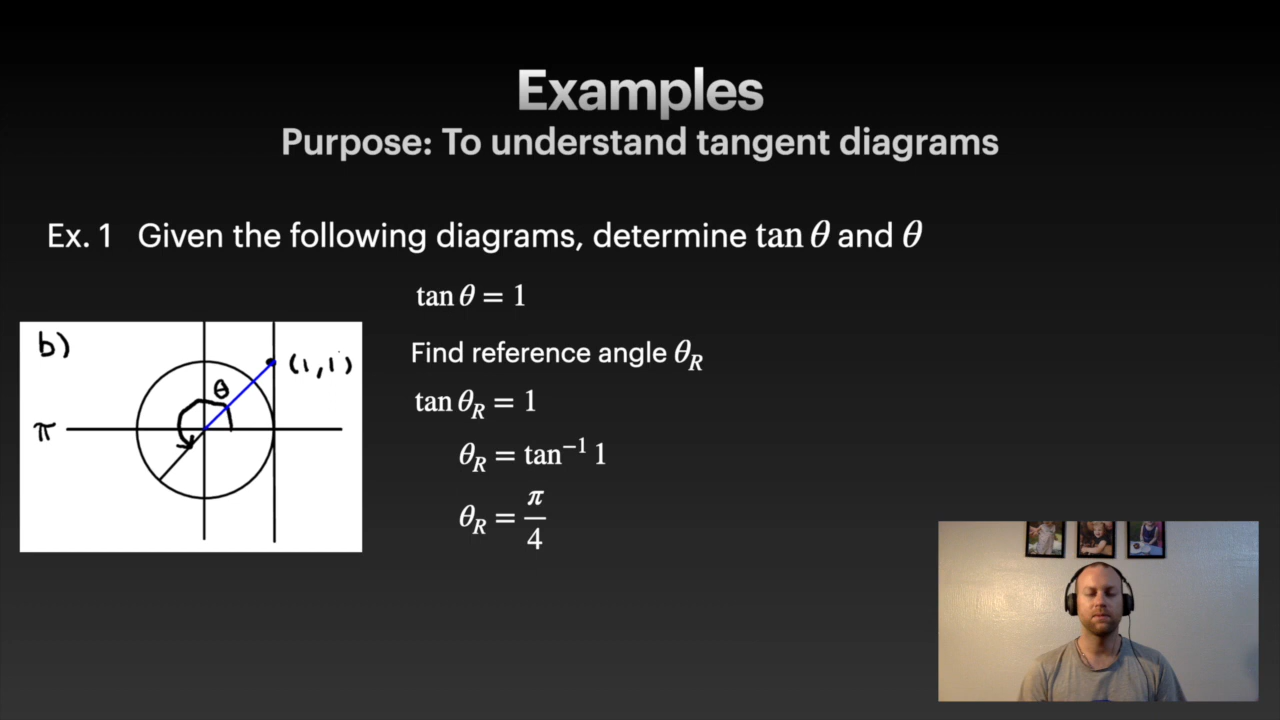 Examples
Purpose: To understand tangent diagrams
Ex. 1 Given the following diagrams, determine tan θ and θ
tan θ = 1
b)
(1,1)
θ
π
Find reference angle θ_R
tan θ_R = 1
θ_R = tan⁻¹ 1
θ_R = π/4